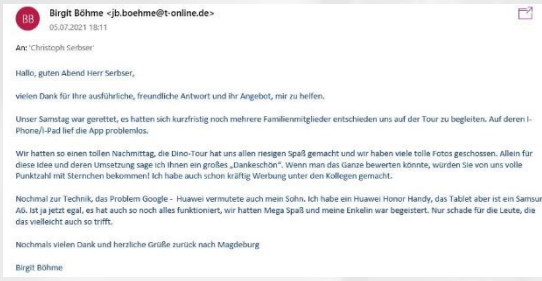 BB
Birgit Böhme <jb.boehme@t-online.de>
05.07.2021 18:11
An: 'Christoph Serbser'
Hallo, guten Abend Herr Serbser,
vielen Dank für Ihre ausführliche, freundliche Antwort und ihr Angebot, mir zu helfen.
Unser Samstag war gerettet, es hatten sich kurzfristig noch mehrere Familienmitglieder entschieden uns auf der Tour zu begleiten. Auf deren I-
Phone/I-Pad lief die App problemlos.
Wir hatten so einen tollen Nachmittag, die Dino-Tour hat uns allen riesigen Spaß gemacht und wir haben viele tolle Fotos geschossen. Allein für
diese Idee und deren Umsetzung sage ich Ihnen ein großes „Dankeschön“. Wenn man das Ganze bewerten könnte, würden Sie von uns volle
Punktzahl mit Sternchen bekommen! Ich habe auch schon kräftig Werbung unter den Kollegen gemacht.
Nochmal zur Technik, das Problem Google - Huawei vermutete auch mein Sohn. Ich habe ein Huawei Honor Handy, das Tablet aber ist ein Samsun
A6. Ist ja jetzt egal, es hat auch so noch alles funktioniert, wir hatten Mega Spaß und meine Enkelin war begeistert. Nur schade für die Leute, die
das vielleicht auch so trifft.
Nochmals vielen Dank und herzliche Grüße zurück nach Magdeburg
Birgit Böhme